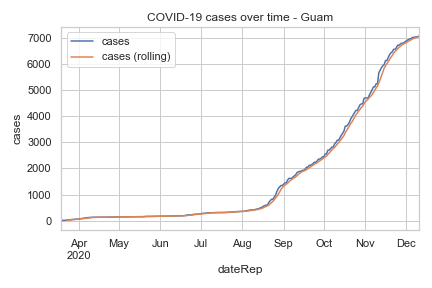 COVID-19 cases over time - Guam
cases
cases (rolling)
7000
6000
5000
4000
3000
2000
1000
0
cases
Apr
2020
May
Jun
Jul
Aug
Sep
Oct
Nov
Dec
dateRep